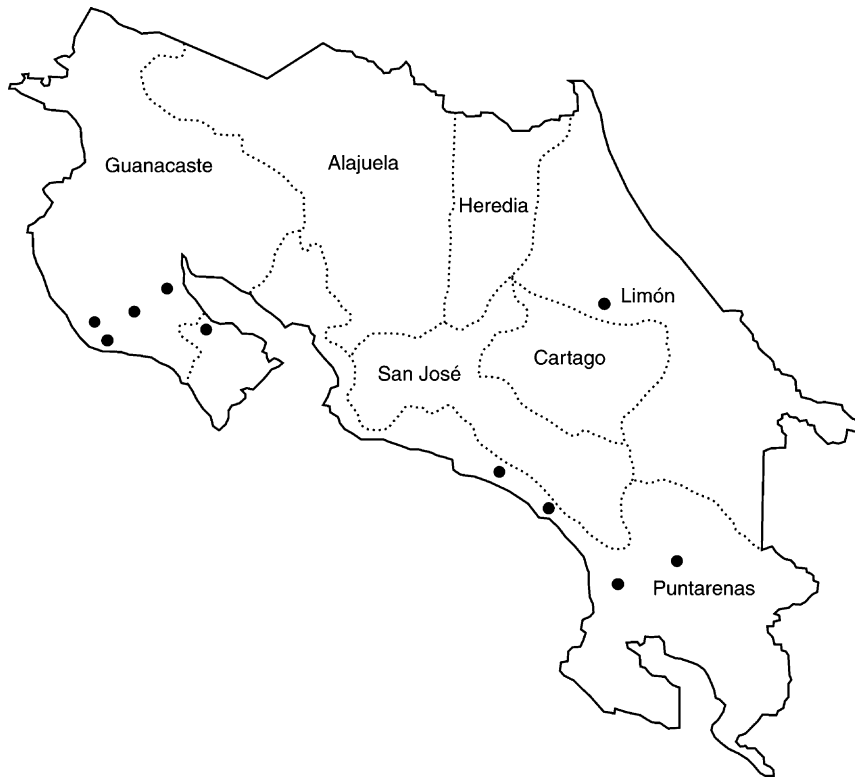 Guanacaste
Alajuela
Heredia
Limón
San José
Cartago
Puntarenas